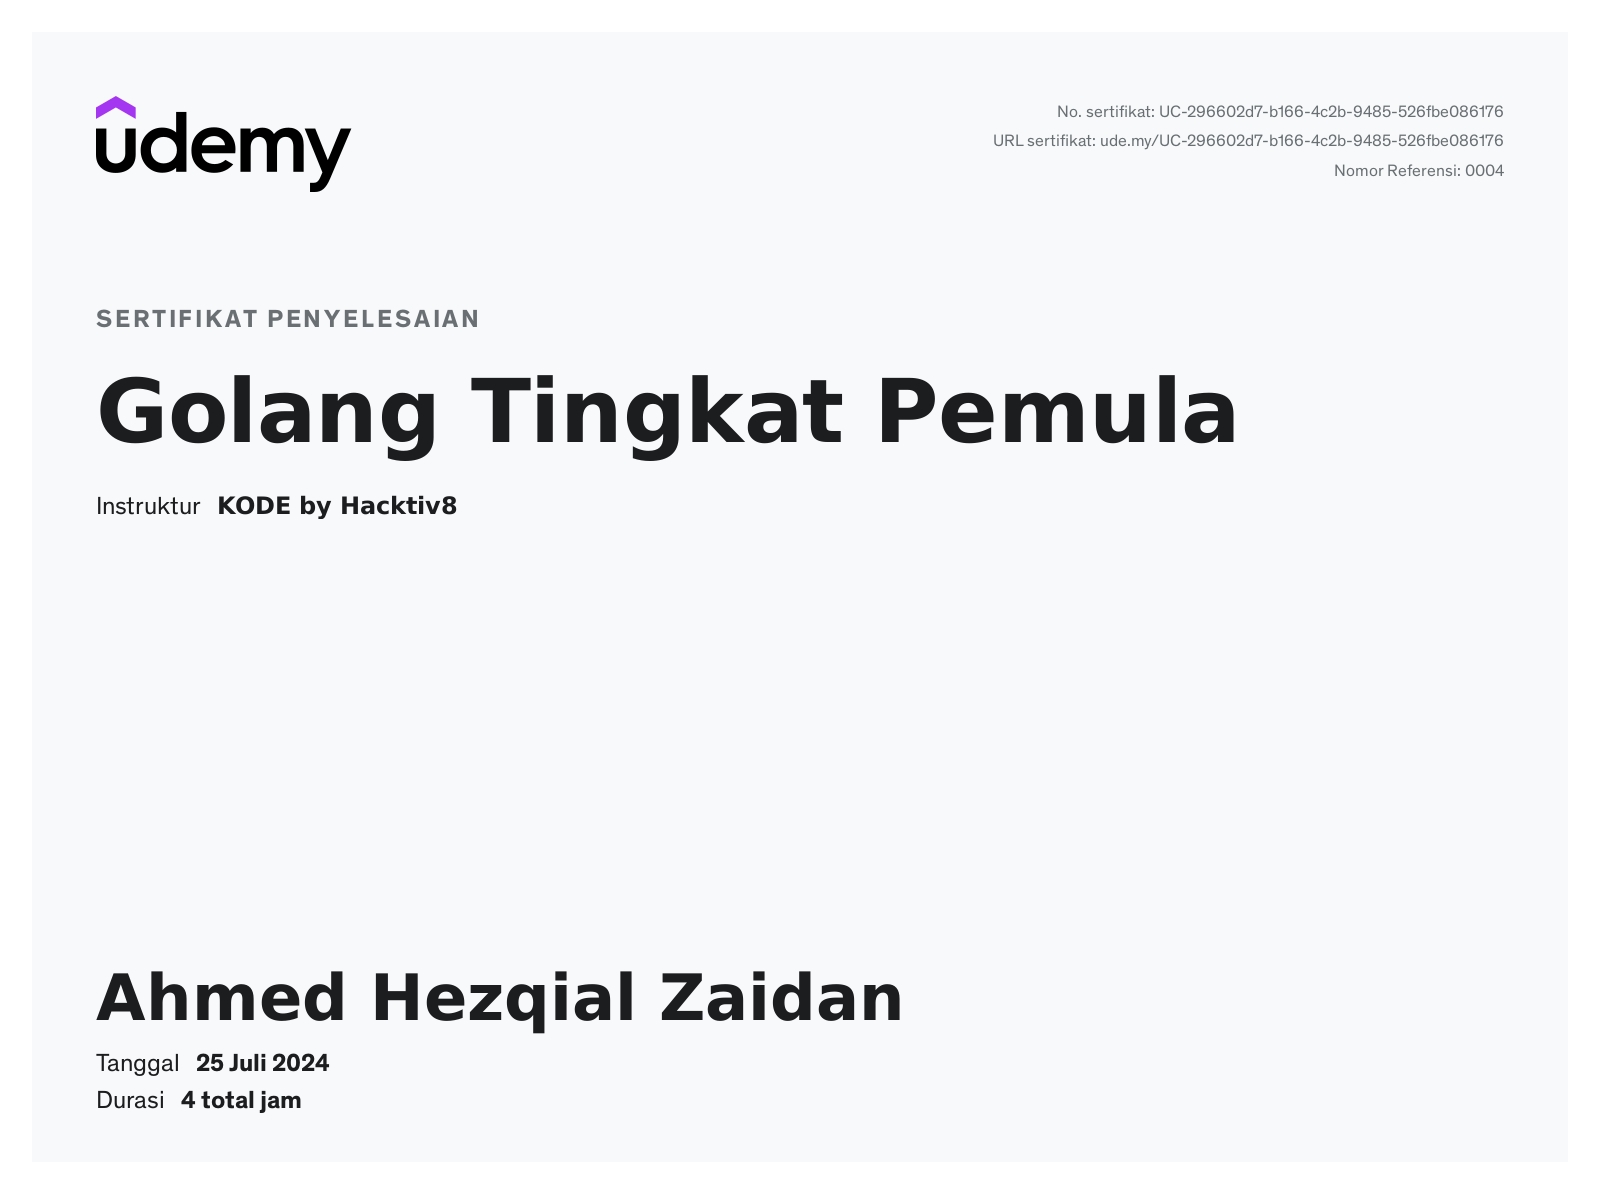 udemy
No. sertifikat: UC-296602d7-b166-4c2b-9485-526fbe086176
URL sertifikat: ude.my/UC-296602d7-b166-4c2b-9485-526fbe086176
Nomor Referensi: 0004
SERTIFIKAT PENYELESAIAN
Golang Tingkat Pemula
Instruktur KODE by Hacktiv8
Ahmed Hezqial Zaidan
Tanggal 25 Juli 2024
Durasi 4 total jam